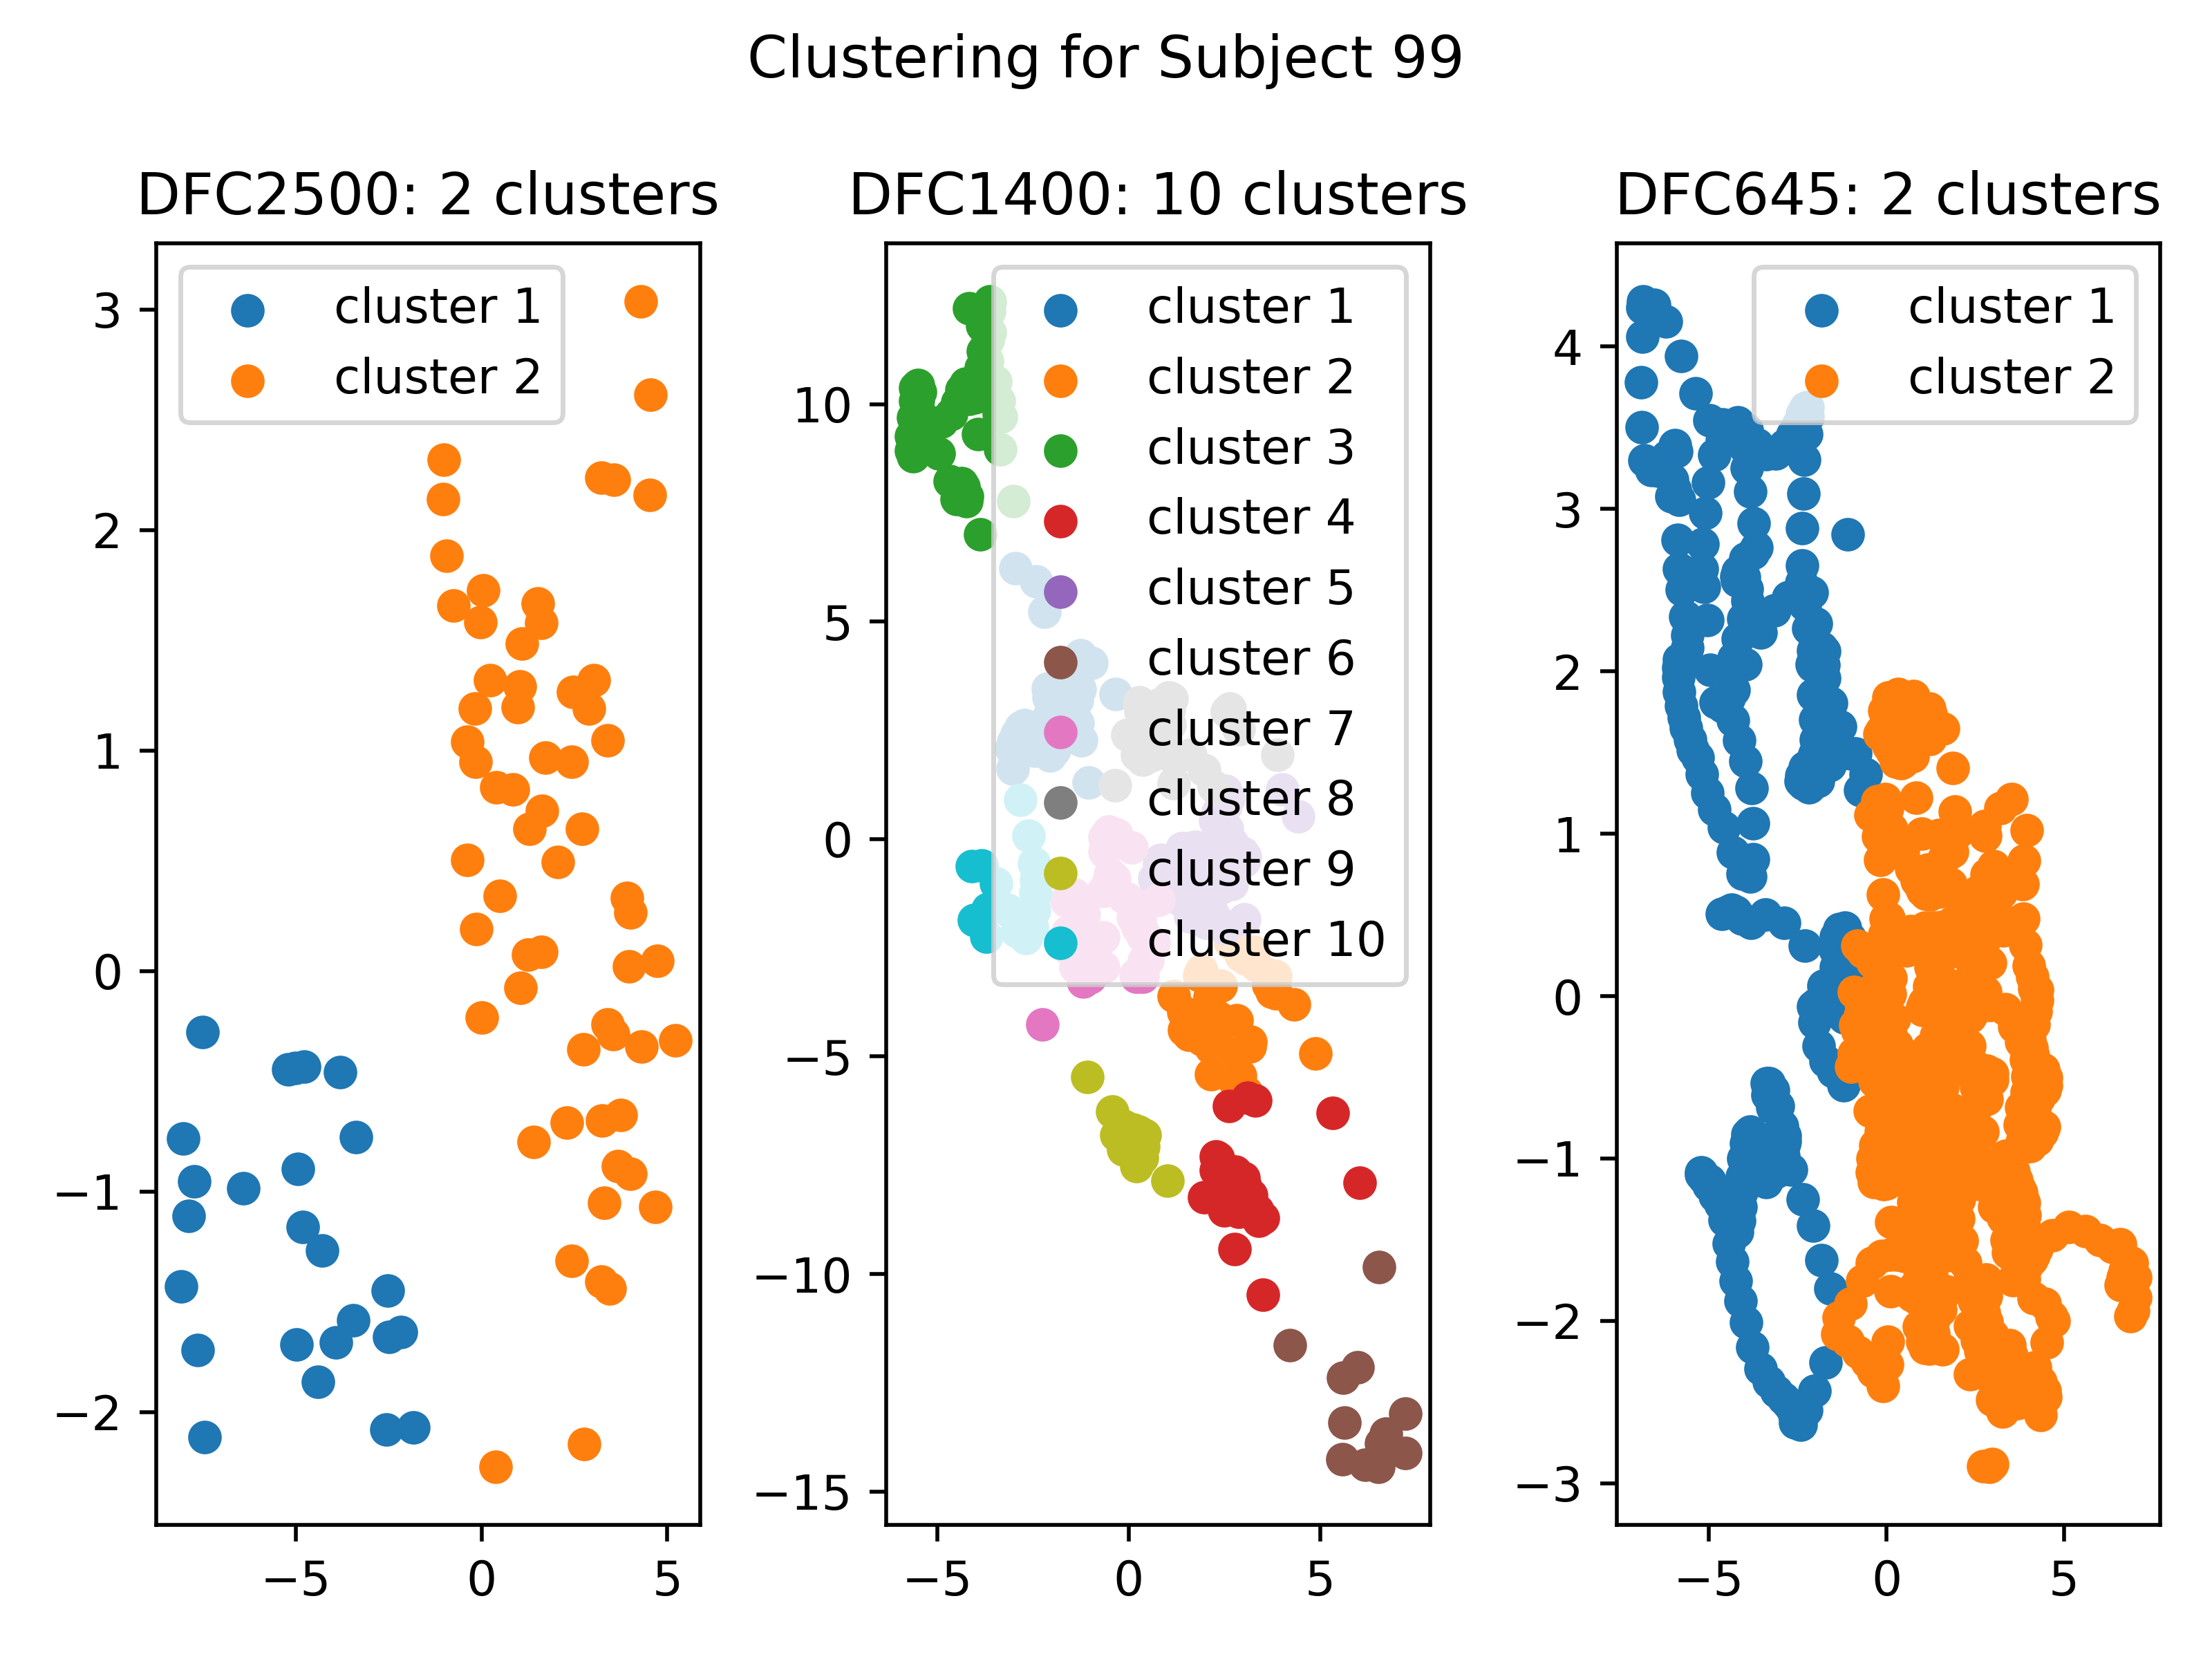 Clustering for Subject 99
DFC2500: 2 clusters
cluster 1
cluster 2
3
2
1
0
−1
−2
−5 0 5
DFC1400: 10 clusters
cluster 1
cluster 2
cluster 3
cluster 4
cluster 5
cluster 6
cluster 7
cluster 8
cluster 9
cluster 10
10
5
0
−5
−10
−15
−5 0 5
DFC645: 2 clusters
cluster 1
cluster 2
4
3
2
1
0
−1
−2
−3
−5 0 5